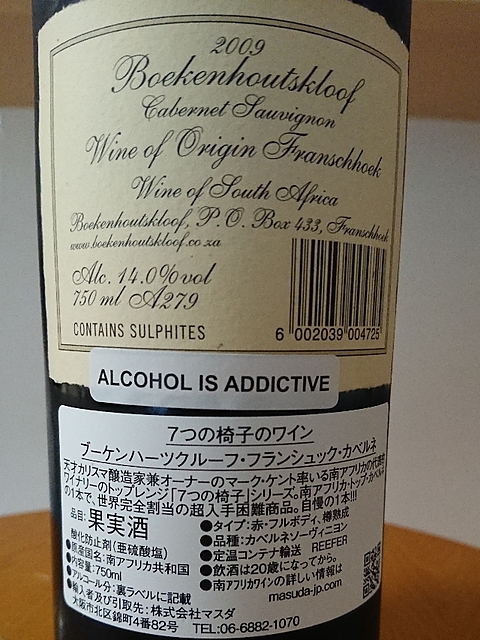 2009
Boekenhoutskloof
Cabernet Sauvignon
Wine of Origin Franschhoek
Wine of South Africa
Boekenhoutskloof, P. O. Box 433, Franschhoek
www.boekenhoutskloof.co.za
Alc. 14.0%vol
750 ml A279
CONTAINS SULPHITES
6 002039 004725
ALCOHOL IS ADDICTIVE
7つの椅子のワイン
ブーケンハーツクルーフ・フランシュック・カベルネ
天才カリスマ醸造家兼オーナーのマーク・ケント率いる南アフリカの代表的
ワイナリーのトップレンジ「7つの椅子」シリーズ。南アフリカトップ・カベルネ
の1本で、世界完全割当の超入手困難商品。自慢の1本!!!
品目:果実酒
酸化防止剤(亜硫酸塩)
●原産国名:南アフリカ共和国
●内容量:750ml
●アルコール分:裏ラベルに記載
●輸入者及び引取先:株式会社マスダ
大阪市北区錦町4番82号 TEL:06-6882-1070
●タイプ:赤・フルボディ、樽熟成
●品種:カベルネソーヴィニヨン
●定温コンテナ輸送 REEFER
●飲酒は20歳になってから。
●南アフリカワインの詳しい情報は
masuda-jp.com